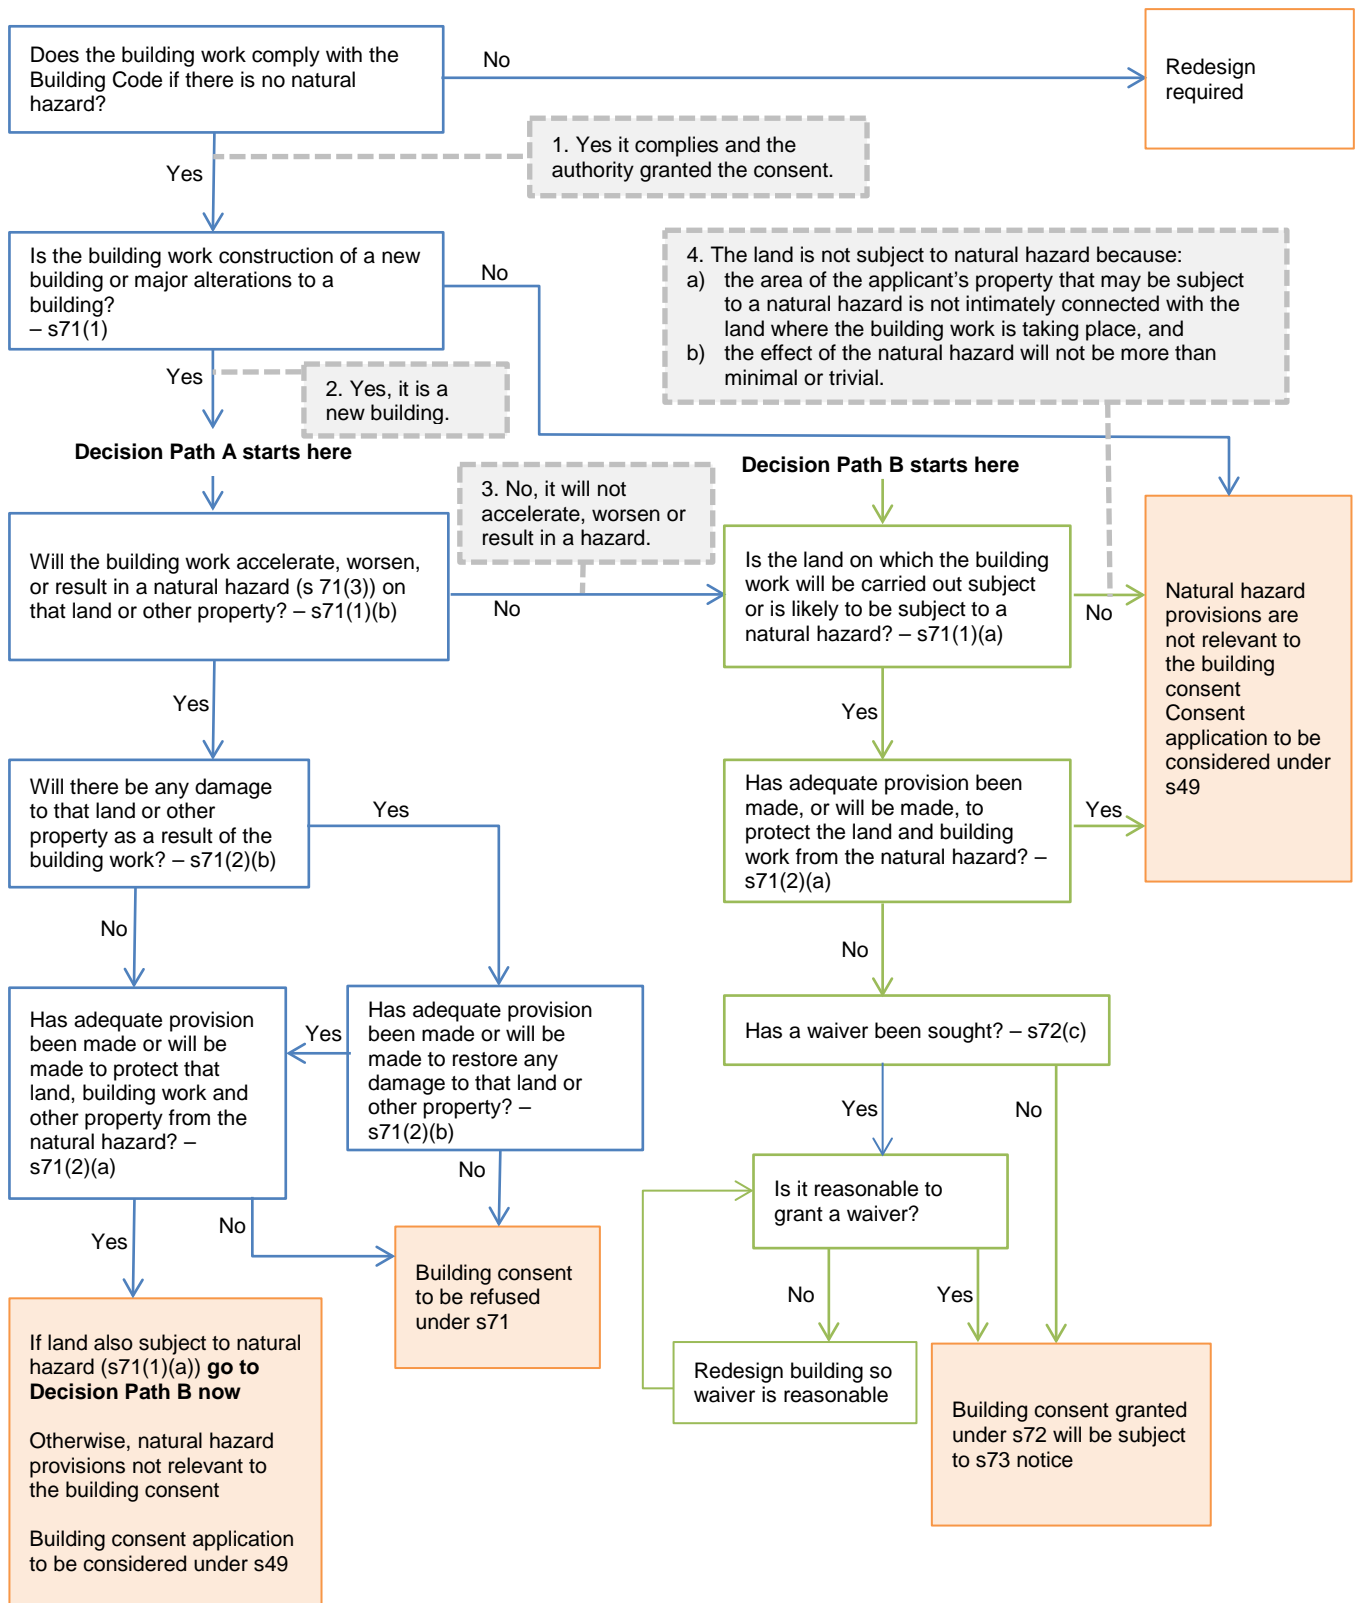 Does the building work comply with the
Building Code if there is no natural
hazard?
No
Redesign
required
1. Yes it complies and the
authority granted the consent.
Yes
Is the building work construction of a new
building or major alterations to a
building?
– s71(1)
No
4. The land is not subject to natural hazard because:
a) the area of the applicant's property that may be subject
to a natural hazard is not intimately connected with the
land where the building work is taking place, and
b) the effect of the natural hazard will not be more than
minimal or trivial.
Yes
2. Yes, it is a
new building.
Decision Path A starts here
Decision Path B starts here
3. No, it will not
accelerate, worsen or
result in a hazard.
Will the building work accelerate, worsen,
or result in a natural hazard (s 71(3)) on
that land or other property? – s71(1)(b)
No
Is the land on which the building
work will be carried out subject
or is likely to be subject to a
natural hazard? – s71(1)(a)
No
Natural hazard
provisions are
not relevant to
the building
consent
Consent
application to be
considered under
s49
Yes
Yes
Will there be any damage
to that land or other
property as a result of the
building work? – s71(2)(b)
Yes
Has adequate provision been
made, or will be made, to
protect the land and building
work from the natural hazard? –
s71(2)(a)
Yes
No
No
Has adequate provision
been made or will be
made to protect that
land, building work and
other property from the
natural hazard? –
s71(2)(a)
Yes
Has adequate provision
been made or will be
made to restore any
damage to that land or
other property? –
s71(2)(b)
Has a waiver been sought? – s72(c)
Yes
No
No
Is it reasonable to
grant a waiver?
Yes
No
Building consent
to be refused
under s71
No
Yes
If land also subject to natural
hazard (s71(1)(a)) go to
Decision Path B now
Otherwise, natural hazard
provisions not relevant to
the building consent
Building consent application
to be considered under s49
Redesign building so
waiver is reasonable
Building consent granted
under s72 will be subject
to s73 notice